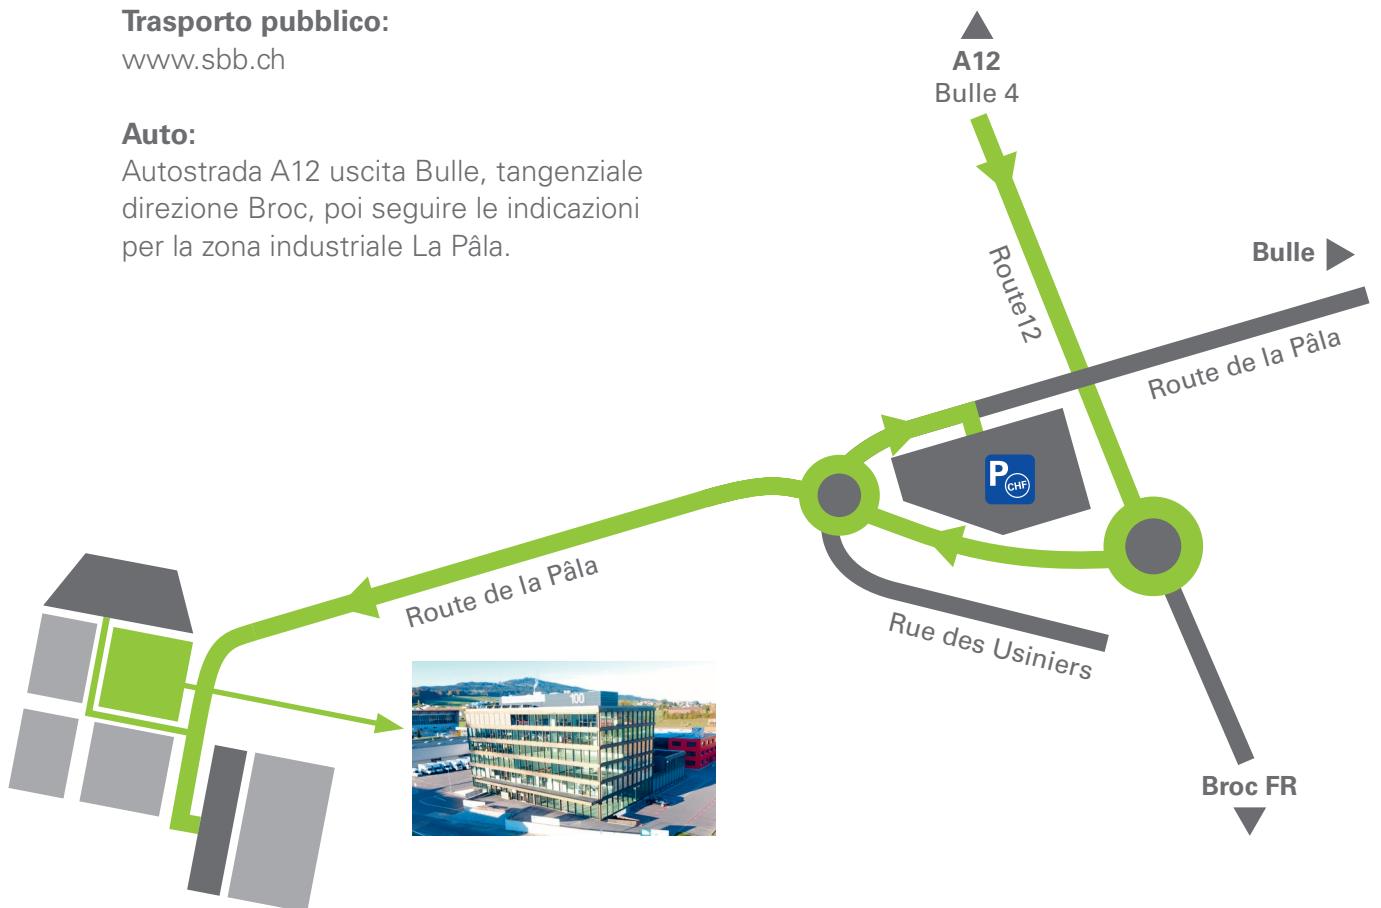 Trasporto pubblico:
www.sbb.ch
Auto:
Autostrada A12 uscita Bulle, tangenziale
direzione Broc, poi seguire le indicazioni
per la zona industriale La Pâla.
A12
Bulle 4
Route12
Bulle
Route de la Pâla
P
CHF
Route de la Pâla
Rue des Usiniers
100
Broc FR